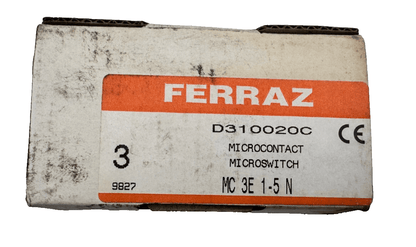 FERRAZ
D310020C
CE
3
MICROCONTACT
MICROSWITCH
9827
MC 3E 1-5 N